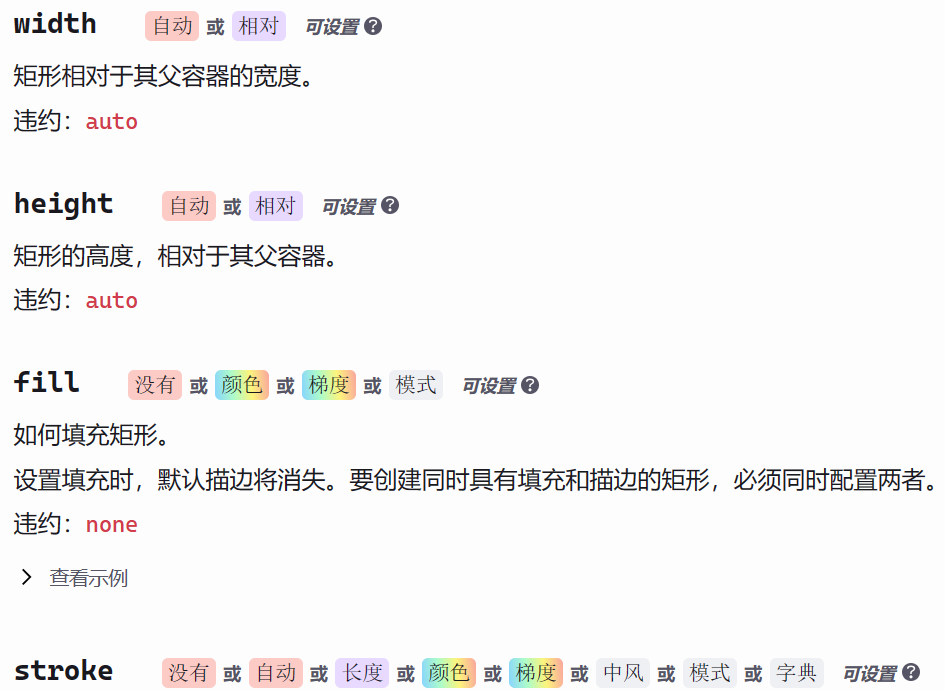 width 自动 或 相对 可设置 ?
矩形相对于其父容器的宽度。
违约：auto
height 自动 或 相对 可设置 ?
矩形的高度，相对于其父容器。
违约：auto
fill 没有 或 颜色 或 梯度 或 模式 可设置 ?
如何填充矩形。
设置填充时，默认描边将消失。要创建同时具有填充和描边的矩形，必须同时配置两者。
违约：none
查看示例
stroke 没有 或 自动 或 长度 或 颜色 或 梯度 或 中风 或 模式 或 字典 可设置 ?